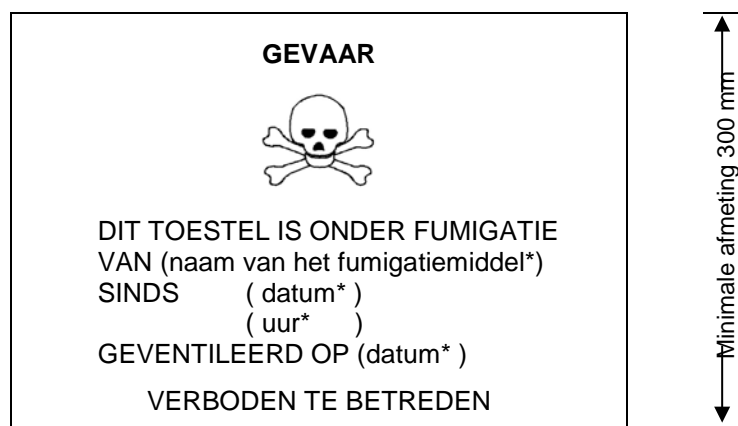 GEVAAR
DIT TOESTEL IS ONDER FUMIGATIE
VAN (naam van het fumigatiemiddel*)
SINDS ( datum* )
( uur* )
GEVENTILEERD OP (datum* )
VERBODEN TE BETREDEN
Minimale afmeting 300 mm